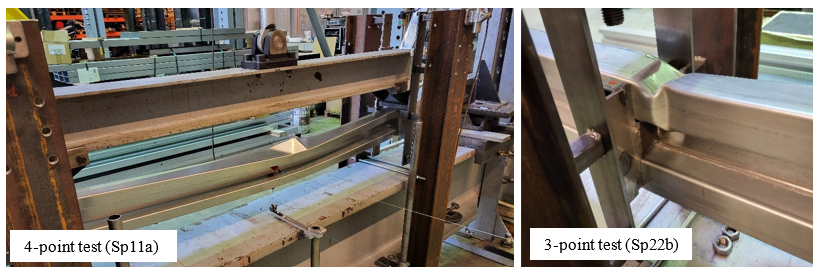 4-point test (Sp11a)
3-point test (Sp22b)